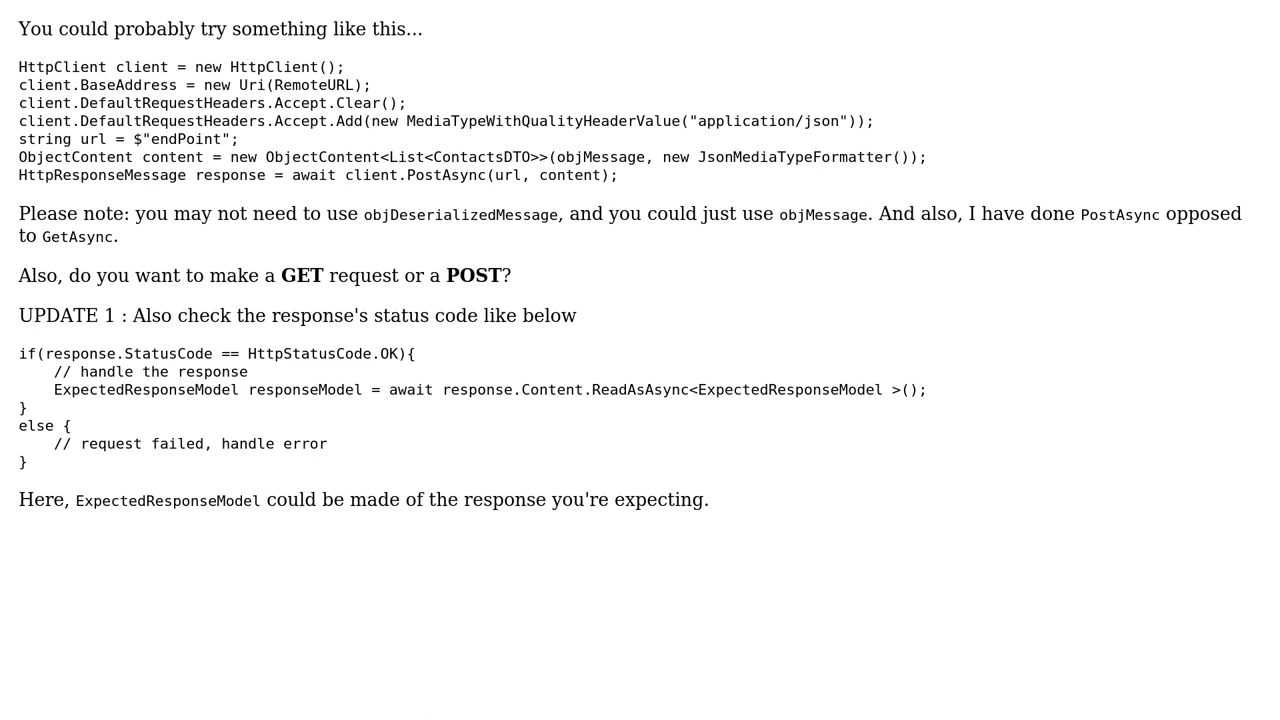 You could probably try something like this...
HttpClient client = new HttpClient();
client.BaseAddress = new Uri(RemoteURL);
client.DefaultRequestHeaders.Accept.Clear();
client.DefaultRequestHeaders.Accept.Add(new MediaTypeWithQualityHeaderValue("application/json"));
string url = $"endPoint";
ObjectContent content = new ObjectContent<List<ContactsDTO>>(objMessage, new JsonMediaTypeFormatter());
HttpResponseMessage response = await client.PostAsync(url, content);
Please note: you may not need to use objDeserializedMessage, and you could just use objMessage. And also, I have done PostAsync opposed
to GetAsync.
Also, do you want to make a GET request or a POST?
UPDATE 1 : Also check the response's status code like below
if(response.StatusCode == HttpStatusCode.OK){
    // handle the response
    ExpectedResponseModel responseModel = await response.Content.ReadAsAsync<ExpectedResponseModel >();
}
else {
    // request failed, handle error
}
Here, ExpectedResponseModel could be made of the response you're expecting.